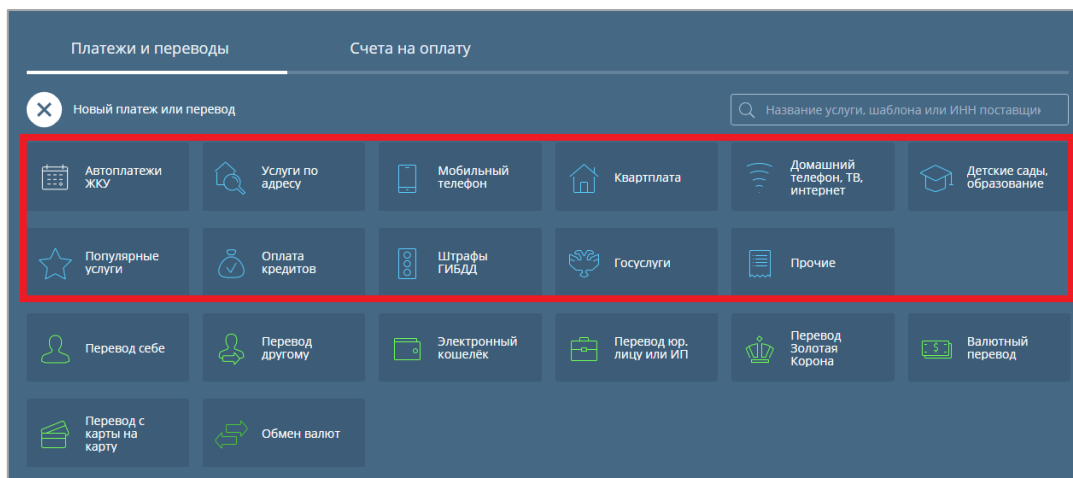 Платежи и переводы
Счета на оплату
Новый платеж или перевод
Название услуги, шаблона или ИНН поставщик
Автоплатежи
ЖКУ
Услуги по
адресу
Мобильный
телефон
Квартплата
Домашний
телефон, ТВ,
интернет
Детские сады,
образование
Популярные
услуги
Оплата
кредитов
Штрафы
ГИБДД
Госуслуги
Прочие
Перевод себе
Перевод
другому
Электронный
кошелёк
Перевод юр.
лицу или ИП
Перевод
Золотая
Корона
Валютный
перевод
Перевод с
карты на
карту
Обмен валют